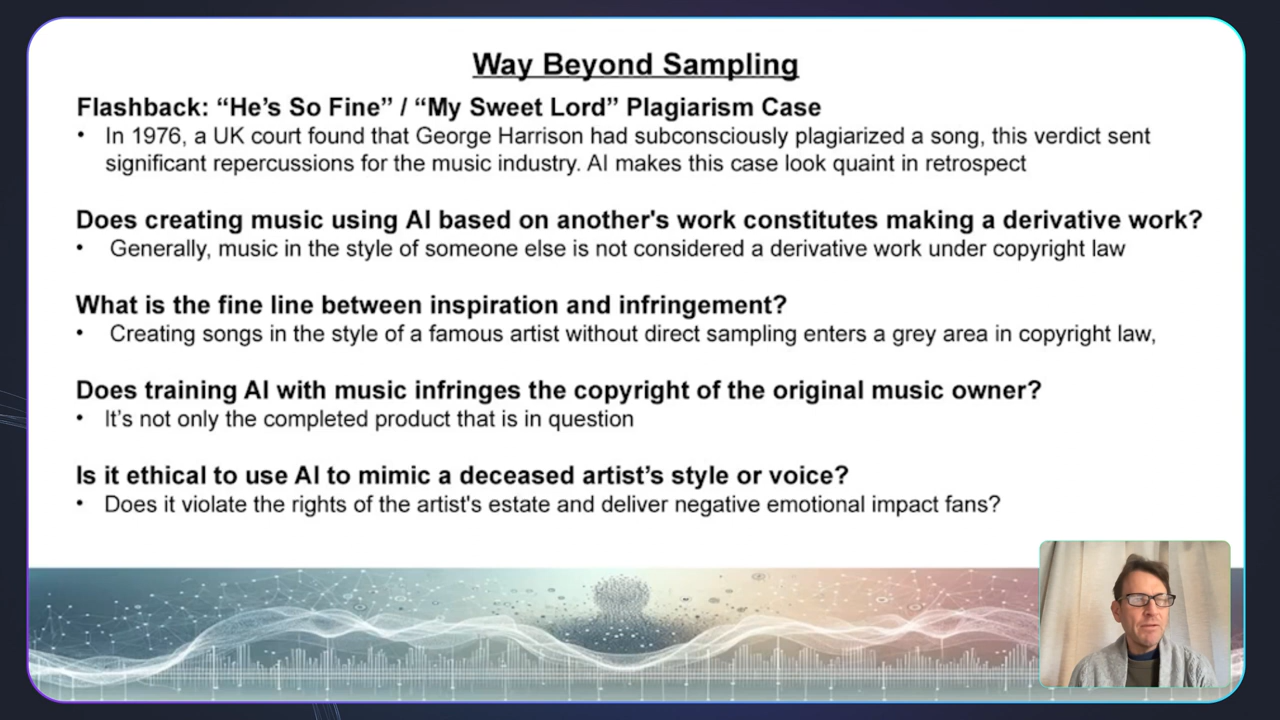 Way Beyond Sampling
Flashback: “He’s So Fine” / “My Sweet Lord” Plagiarism Case
• In 1976, a UK court found that George Harrison had subconsciously plagiarized a song, this verdict sent
significant repercussions for the music industry. AI makes this case look quaint in retrospect
Does creating music using AI based on another's work constitutes making a derivative work?
• Generally, music in the style of someone else is not considered a derivative work under copyright law
What is the fine line between inspiration and infringement?
• Creating songs in the style of a famous artist without direct sampling enters a grey area in copyright law,
Does training AI with music infringes the copyright of the original music owner?
• It’s not only the completed product that is in question
Is it ethical to use AI to mimic a deceased artist’s style or voice?
• Does it violate the rights of the artist's estate and deliver negative emotional impact fans?